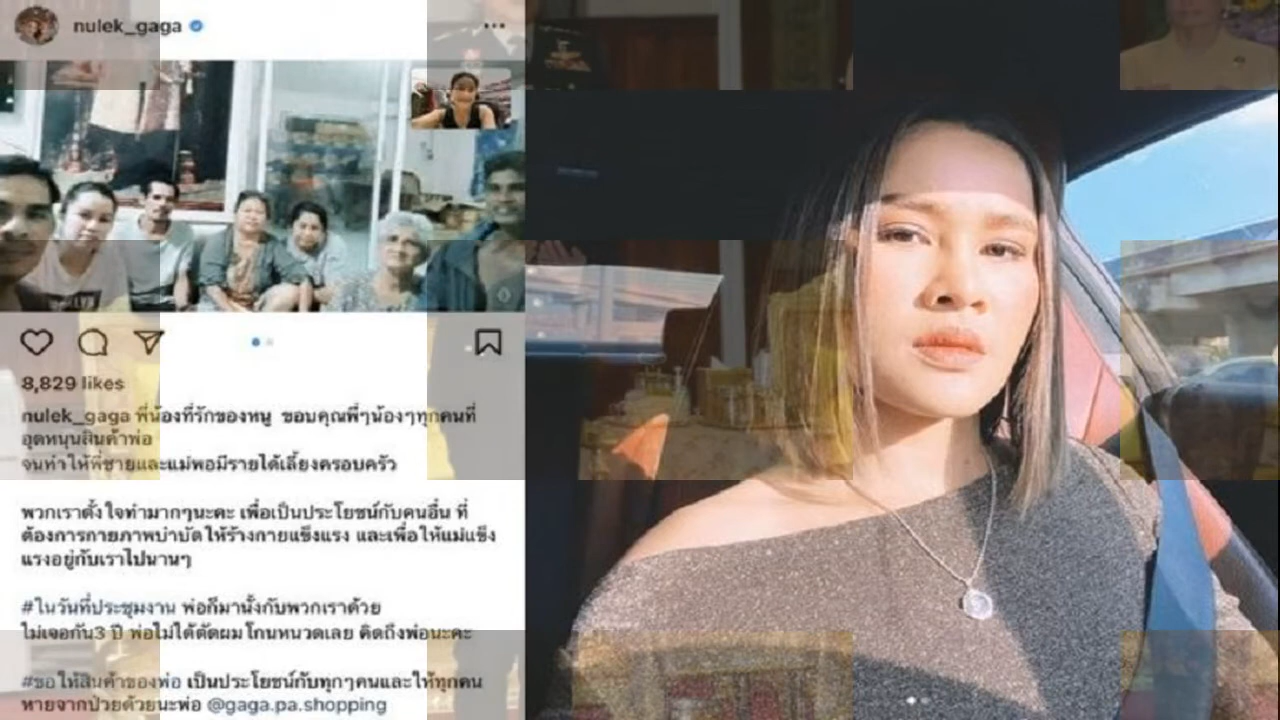 nulek_gaga
8,829 likes
nulek_gaga พี่น้องที่รักของหนู ขอบคุณพี่ๆน้องๆทุกคนที่
อุดหนุนสินค้าพ่อ
จนทำให้พี่ชายและแม่พอมีรายได้เลี้ยงครอบครัว
พวกเราตั้งใจทำมากๆนะคะ เพื่อเป็นประโยชน์กับคนอื่น ที่
ต้องการกายภาพบำบัดให้ร้างกายแข็งแรง และเพื่อให้แม่แข็ง
แรงอยู่กับเราไปนานๆ
#ในวันที่ประชุมงาน พ่อก็มานั้งกับพวกเราด้วย
ไม่เจอกัน3 ปี พ่อไม่ได้ตัดผมโกนหนวดเลย คิดถึงพ่อนะคะ
#ขอให้สินค้าของพ่อ เป็นประโยชน์กับทุกๆคนและให้ทุกคน
หายจากป่วยด้วยนะพ่อ @gaga.pa.shopping